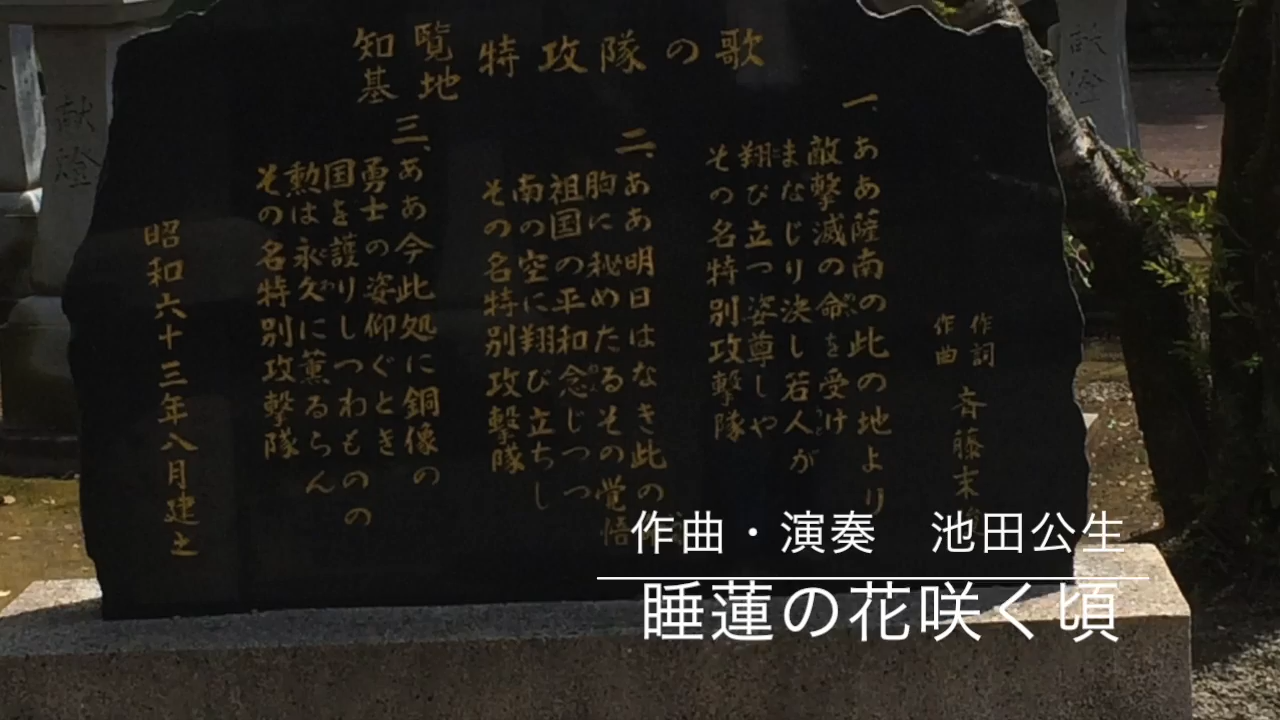 知覧
基地
特攻隊の歌
作詞
作曲
斉藤末
一、ああ薩南の此の地より
敵撃滅の命を受け
まなじり決し若人が
翔び立つ姿尊しや
その名特別攻撃隊
二、ああ明日はなき此の
胸に秘めたるその覚悟
祖国の平和念じつつ
南の空に翔び立ちし
その名特別攻撃隊
三、ああ今此処に銅像の
勇士の姿仰ぐとき
国を護りしつわものの
勲は永久に薫るらん
その名特別攻撃隊
昭和六十三年八月建之
献燈
献燈
作曲・演奏 池田公生
睡蓮の花咲く頃